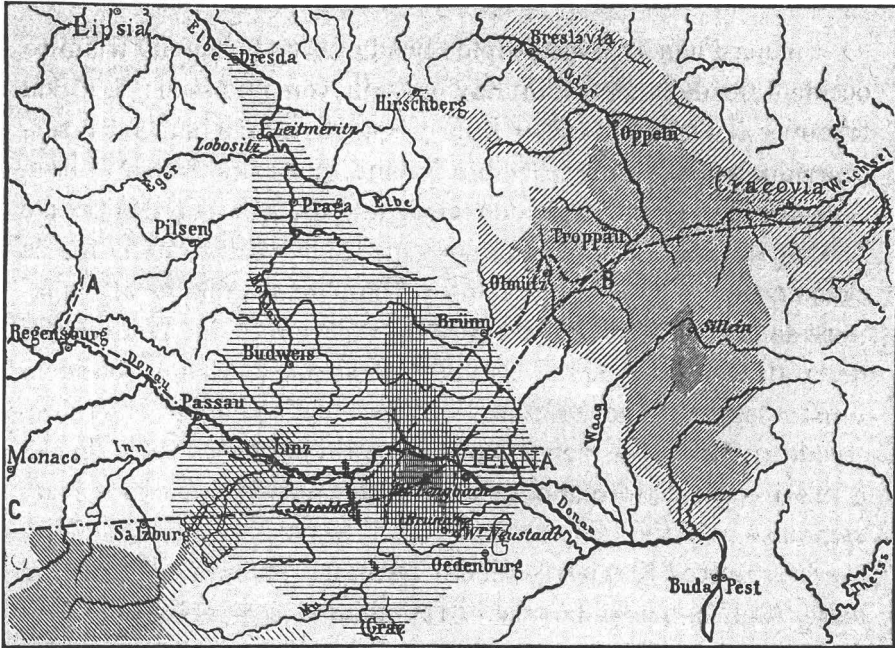 Lipsia
Elbe
Dresda
Breslavia
Oder
Hirschberg
Leitmeritz
Lobositz
Oppeln
Eger
Praga
Elbe
Cracovia
Weichsel
Pilsen
Troppau
A
Moldau
Olmütz
B
Regensburg
Brünn
Sillein
Donau
Budweis
Passau
Waag
Monaco
Inn
Linz
VIENNA
C
Scheibbs
Donau
Salzburg
Wr Neustadt
Oedenburg
Theiss
Mur
Buda
Pest
Graz